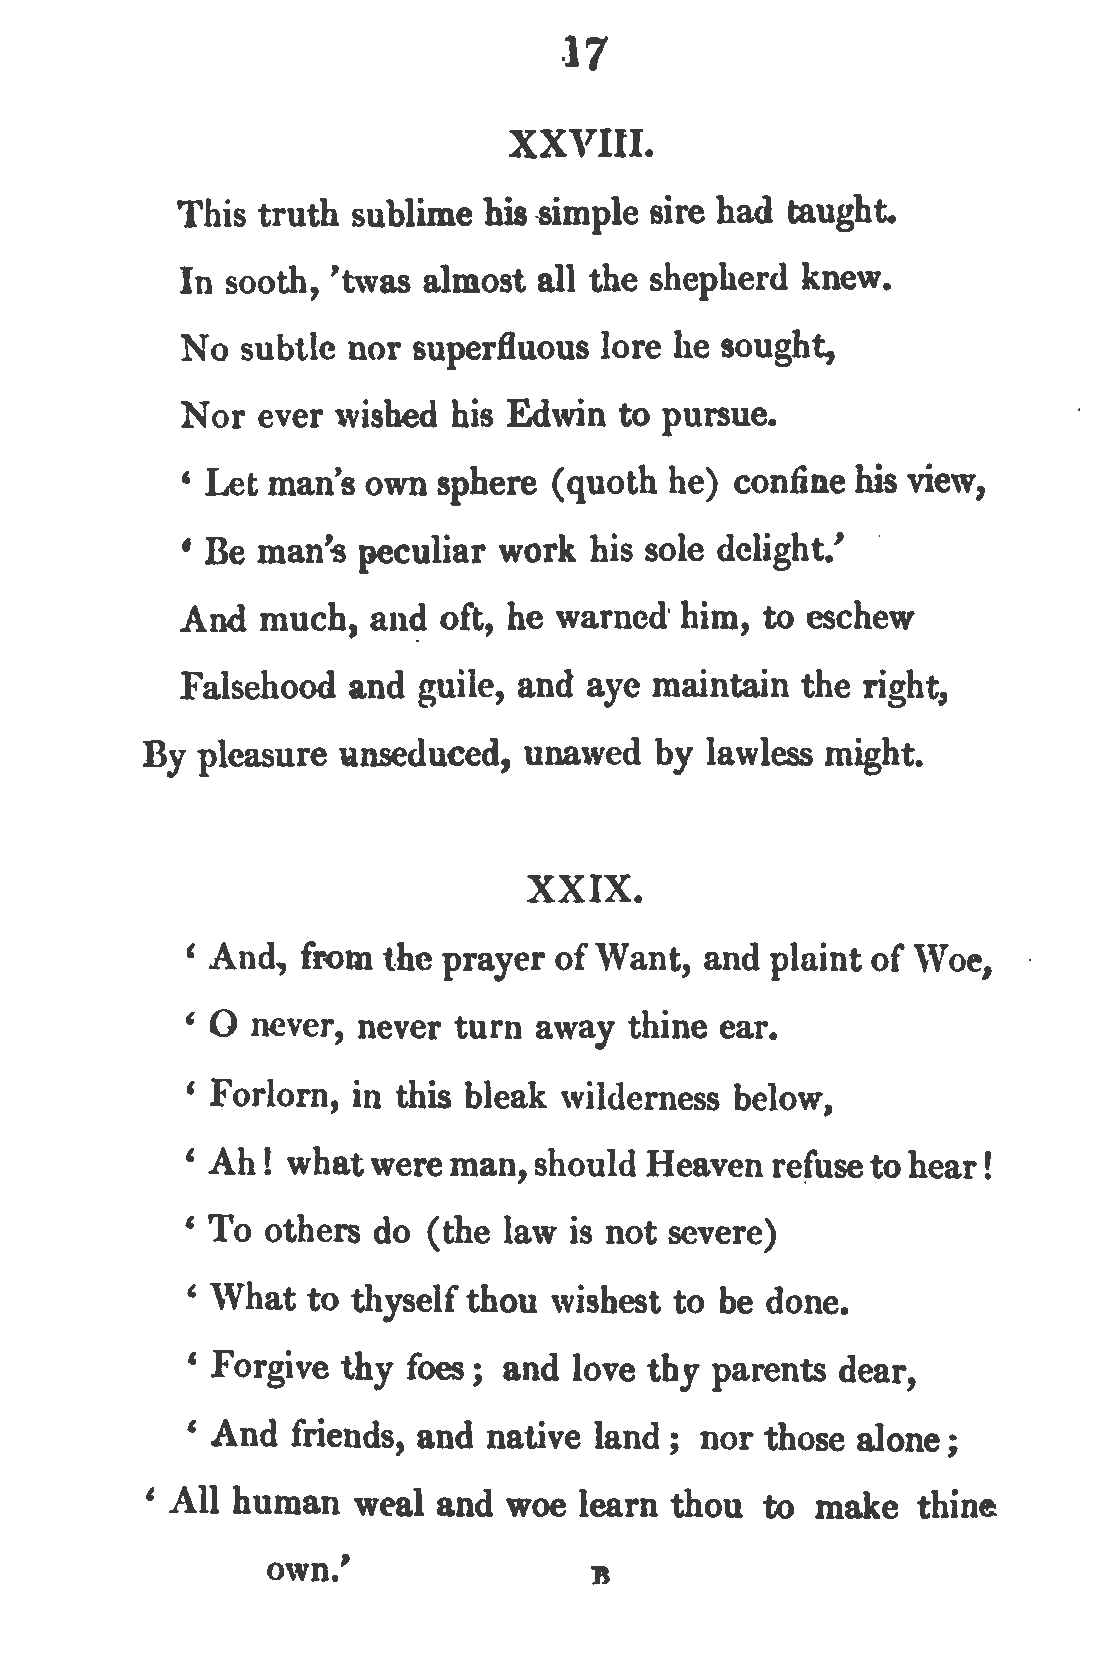 17
XXVIII.
This truth sublime his simple sire had taught.
In sooth, 'twas almost all the shepherd knew.
No subtle nor superfluous lore he sought,
Nor ever wished his Edwin to pursue.
‘ Let man's own sphere (quoth he) confine his view,
‘ Be man's peculiar work his sole delight.’
And much, and oft, he warned him, to eschew
Falsehood and guile, and aye maintain the right,
By pleasure unseduced, unawed by lawless might.
XXIX.
‘ And, from the prayer of Want, and plaint of Woe,
‘ O never, never turn away thine ear.
‘ Forlorn, in this bleak wilderness below,
‘ Ah! what were man, should Heaven refuse to hear!
‘ To others do (the law is not severe)
‘ What to thyself thou wishest to be done.
‘ Forgive thy foes; and love thy parents dear,
‘ And friends, and native land; nor those alone;
‘ All human weal and woe learn thou to make thine
own.’
B